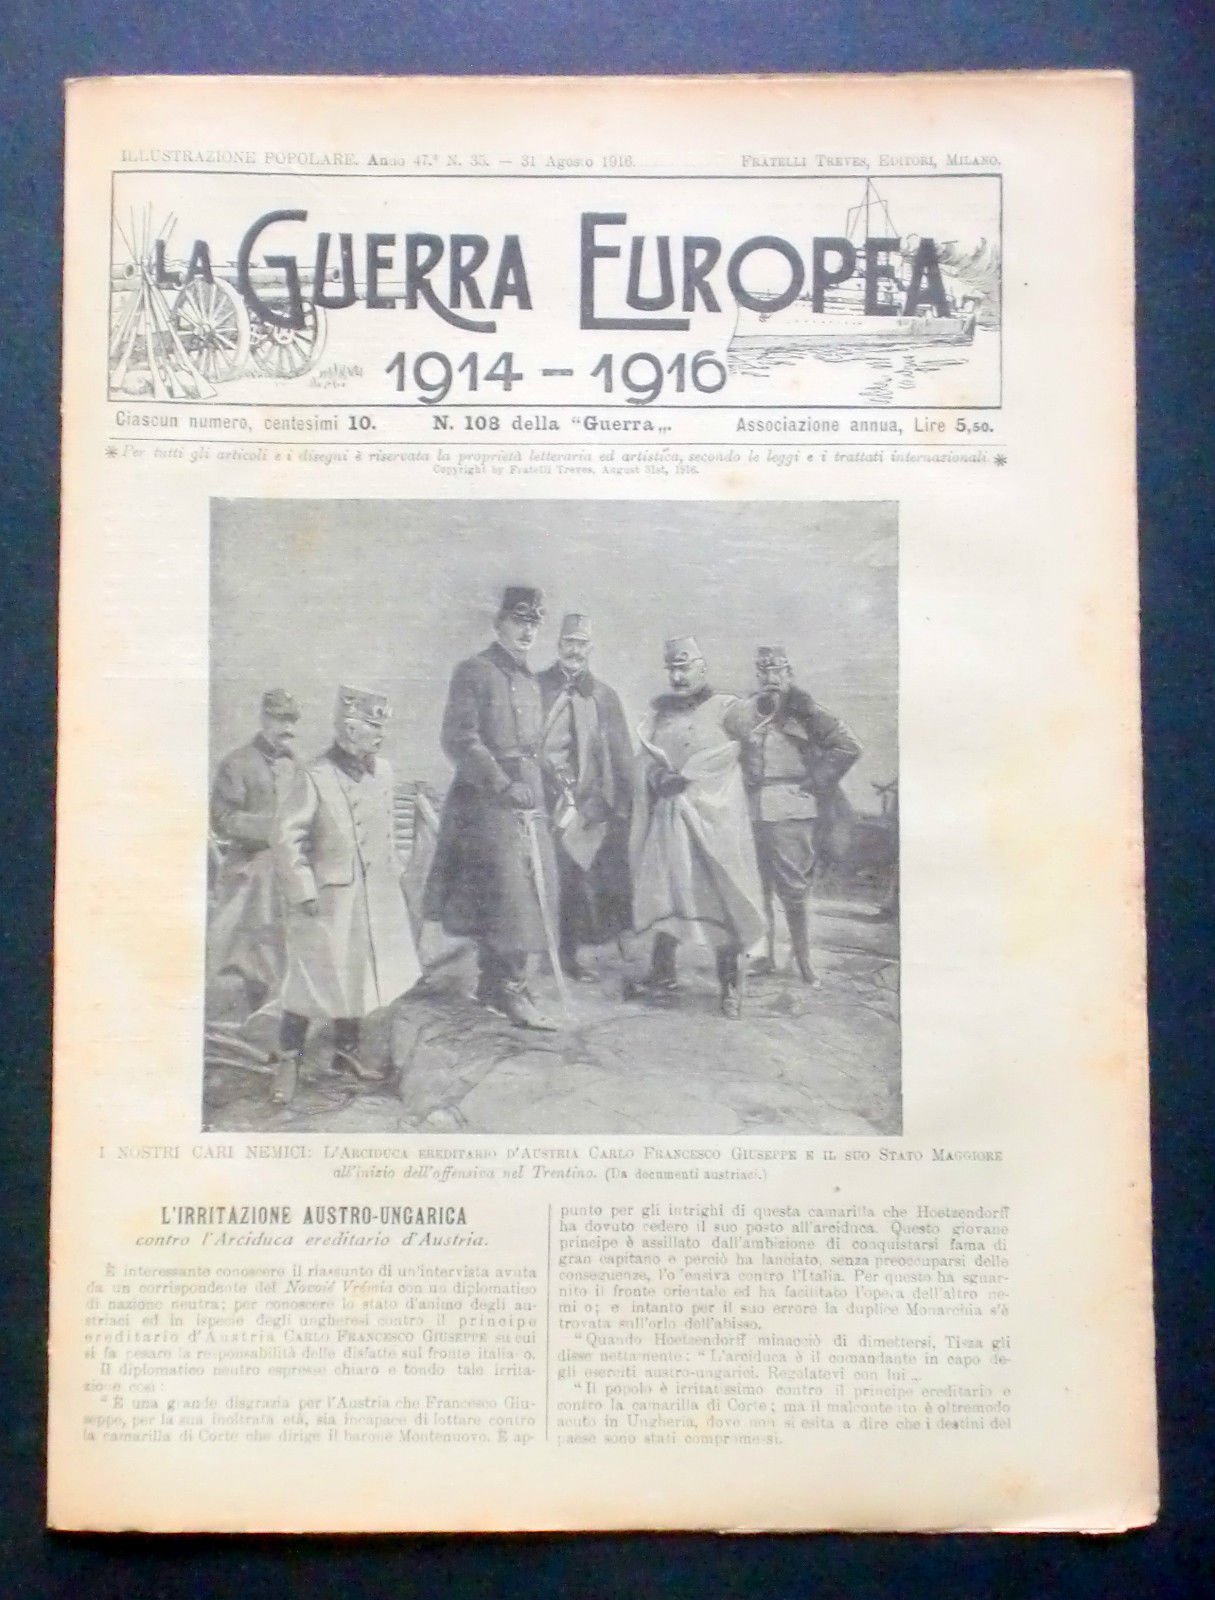 ILLUSTRAZIONE POPOLARE. Anno 47.° N. 35. — 31 Agosto 1916. FRATELLI TREVES, EDITORI, MILANO.
LA GUERRA EUROPEA
1914 - 1916
Ciascun numero, centesimi 10. N. 108 della "Guerra„. Associazione annua, Lire 5,50.
* Per tutti gli articoli e i disegni è riservata la proprietà letteraria ed artistica, secondo le leggi e i trattati internazionali. *
Copyright by Fratelli Treves, August 31st, 1916.
I NOSTRI CARI NEMICI: L'ARCIDUCA EREDITARIO D'AUSTRIA CARLO FRANCESCO GIUSEPPE E IL SUO STATO MAGGIORE
all'inizio dell'offensiva nel Trentino. (Da documenti austriaci.)
L'IRRITAZIONE AUSTRO-UNGARICA
contro l'Arciduca ereditario d'Austria.
È interessante conoscere il riassunto di un'intervista avuta
da un corrispondente del Novoié Vrémia con un diplomatico
di nazione neutra; per conoscere lo stato d'animo degli au-
striaci ed in ispecie degli ungheresi contro il principe
ereditario d'Austria CARLO FRANCESCO GIUSEPPE su cui
si fa pesare la responsabilità delle disfatte sul fronte italiano.
Il diplomatico neutro espresse chiaro e tondo tale irrita-
zione così:
"È una grande disgrazia per l'Austria che Francesco Giu-
seppe, per la sua inoltrata età, sia incapace di lottare contro
la camarilla di Corte che dirige il barone Montenuovo. È ap-
punto per gli intrighi di questa camarilla che Hoetzendorff
ha dovuto cedere il suo posto all'arciduca. Questo giovane
principe è assillato dall'ambizione di conquistarsi fama di
gran capitano e perciò ha lanciato, senza preoccuparsi delle
conseguenze, l'offensiva contro l'Italia. Per questo ha sguar-
nito il fronte orientale ed ha facilitato l'opera dell'altro ne-
mico; e intanto per il suo errore la duplice Monarchia s'è
trovata sull'orlo dell'abisso.
"Quando Hoetzendorff minacciò di dimettersi, Tisza gli
disse nettamente: "L'arciduca è il comandante in capo de-
gli eserciti austro-ungarici. Regolatevi con lui„.
"Il popolo è irritatissimo contro il principe ereditario e
contro la camarilla di Corte; ma il malcontento è oltremodo
acuto in Ungheria, dove non si esita a dire che i destini del
paese sono stati compromessi.